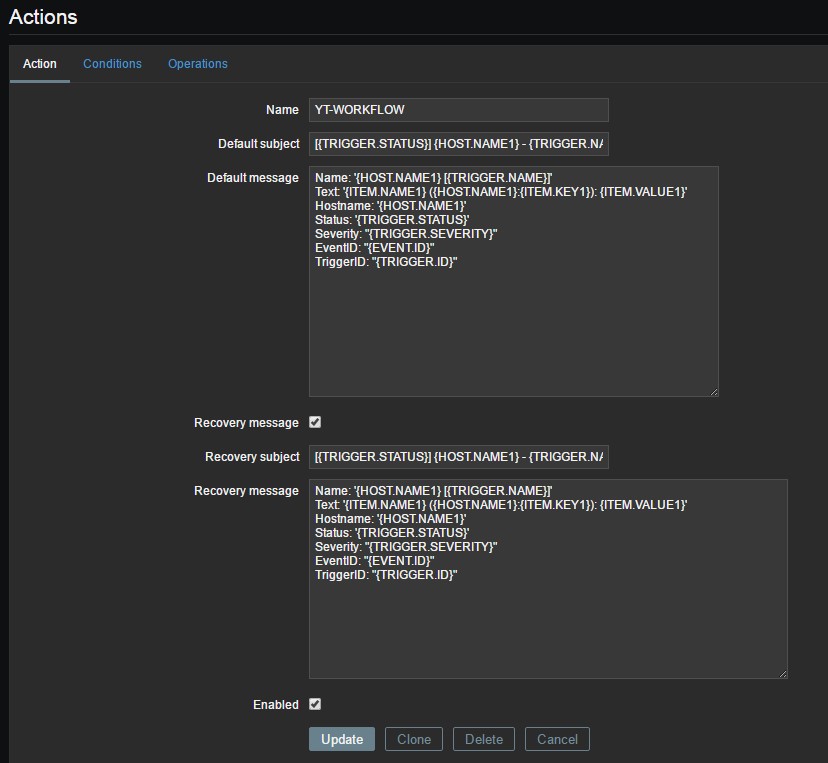 Actions
Action Conditions Operations
Name YT-WORKFLOW
Default subject [{TRIGGER.STATUS}] {HOST.NAME1} - {TRIGGER.NA
Default message Name: '{HOST.NAME1} [{TRIGGER.NAME}]'
Text: '{ITEM.NAME1} ({HOST.NAME1}:{ITEM.KEY1}): {ITEM.VALUE1}'
Hostname: '{HOST.NAME1}'
Status: '{TRIGGER.STATUS}'
Severity: "{TRIGGER.SEVERITY}"
EventID: "{EVENT.ID}"
TriggerID: "{TRIGGER.ID}"
Recovery message
Recovery subject [{TRIGGER.STATUS}] {HOST.NAME1} - {TRIGGER.NA
Recovery message Name: '{HOST.NAME1} [{TRIGGER.NAME}]'
Text: '{ITEM.NAME1} ({HOST.NAME1}:{ITEM.KEY1}): {ITEM.VALUE1}'
Hostname: '{HOST.NAME1}'
Status: '{TRIGGER.STATUS}'
Severity: "{TRIGGER.SEVERITY}"
EventID: "{EVENT.ID}"
TriggerID: "{TRIGGER.ID}"
Enabled
Update Clone Delete Cancel